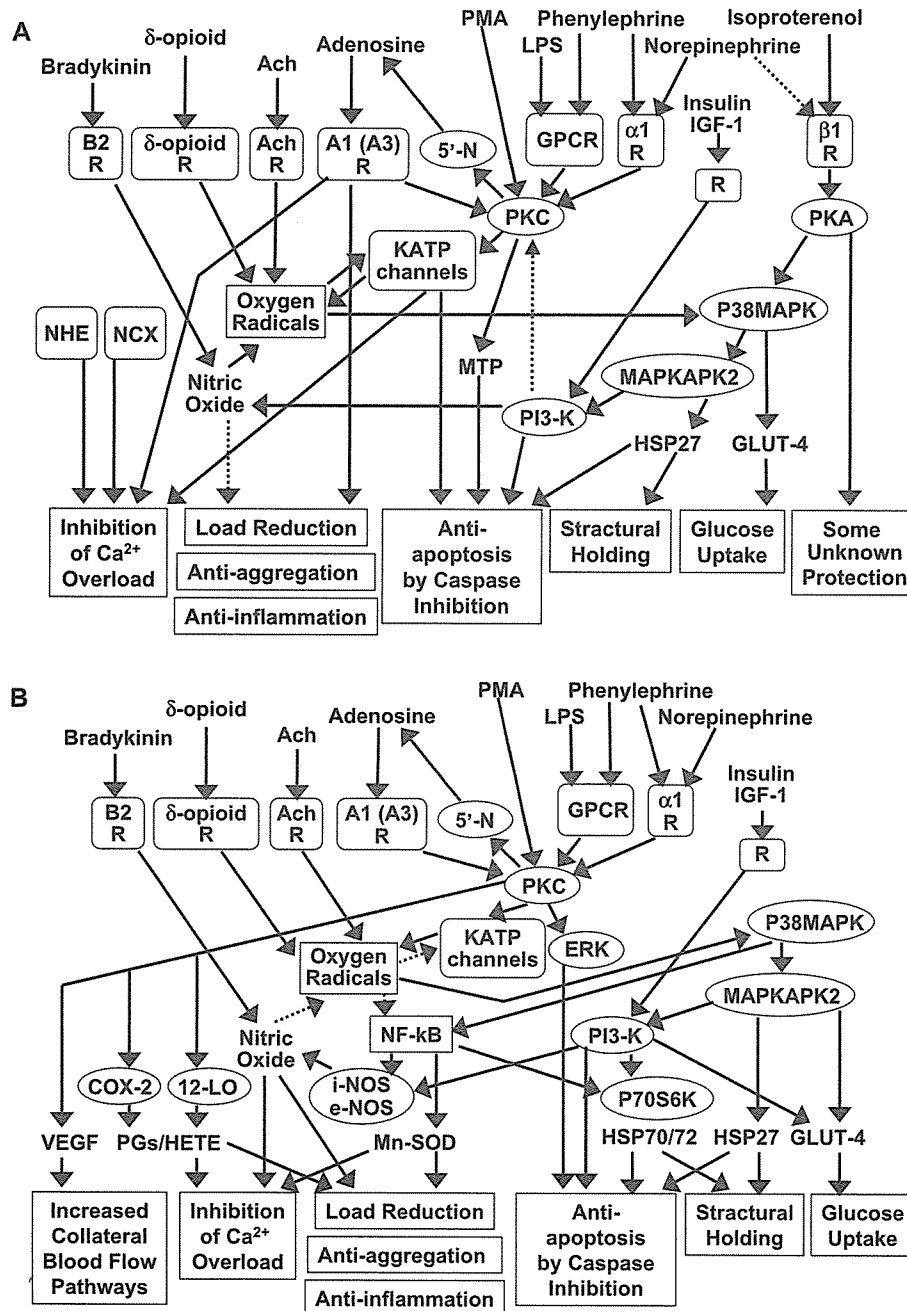 A
PMA
Phenylephrine
Isoproterenol
δ-opioid
Adenosine
LPS
Norepinephrine
Bradykinin
Ach
Insulin
IGF-1
B2
R
δ-opioid
R
Ach
R
A1 (A3)
R
5'-N
GPCR
α1
R
β1
R
R
PKC
PKA
KATP
channels
Oxygen
Radicals
P38MAPK
NHE
NCX
MTP
MAPKAPK2
Nitric
Oxide
PI3-K
HSP27
GLUT-4
Inhibition
of Ca²⁺
Overload
Load Reduction
Anti-aggregation
Anti-inflammation
Anti-
apoptosis
by Caspase
Inhibition
Stractural
Holding
Glucose
Uptake
Some
Unknown
Protection
B
PMA
Phenylephrine
δ-opioid
Adenosine
LPS
Norepinephrine
Bradykinin
Ach
Insulin
IGF-1
B2
R
δ-opioid
R
Ach
R
A1 (A3)
R
5'-N
GPCR
α1
R
R
PKC
P38MAPK
KATP
channels
ERK
Oxygen
Radicals
MAPKAPK2
Nitric
Oxide
NF-kB
PI3-K
COX-2
12-LO
i-NOS
e-NOS
P70S6K
VEGF
PGs/HETE
Mn-SOD
HSP70/72
HSP27
GLUT-4
Increased
Collateral
Blood Flow
Pathways
Inhibition
of Ca²⁺
Overload
Load Reduction
Anti-aggregation
Anti-inflammation
Anti-
apoptosis
by Caspase
Inhibition
Stractural
Holding
Glucose
Uptake